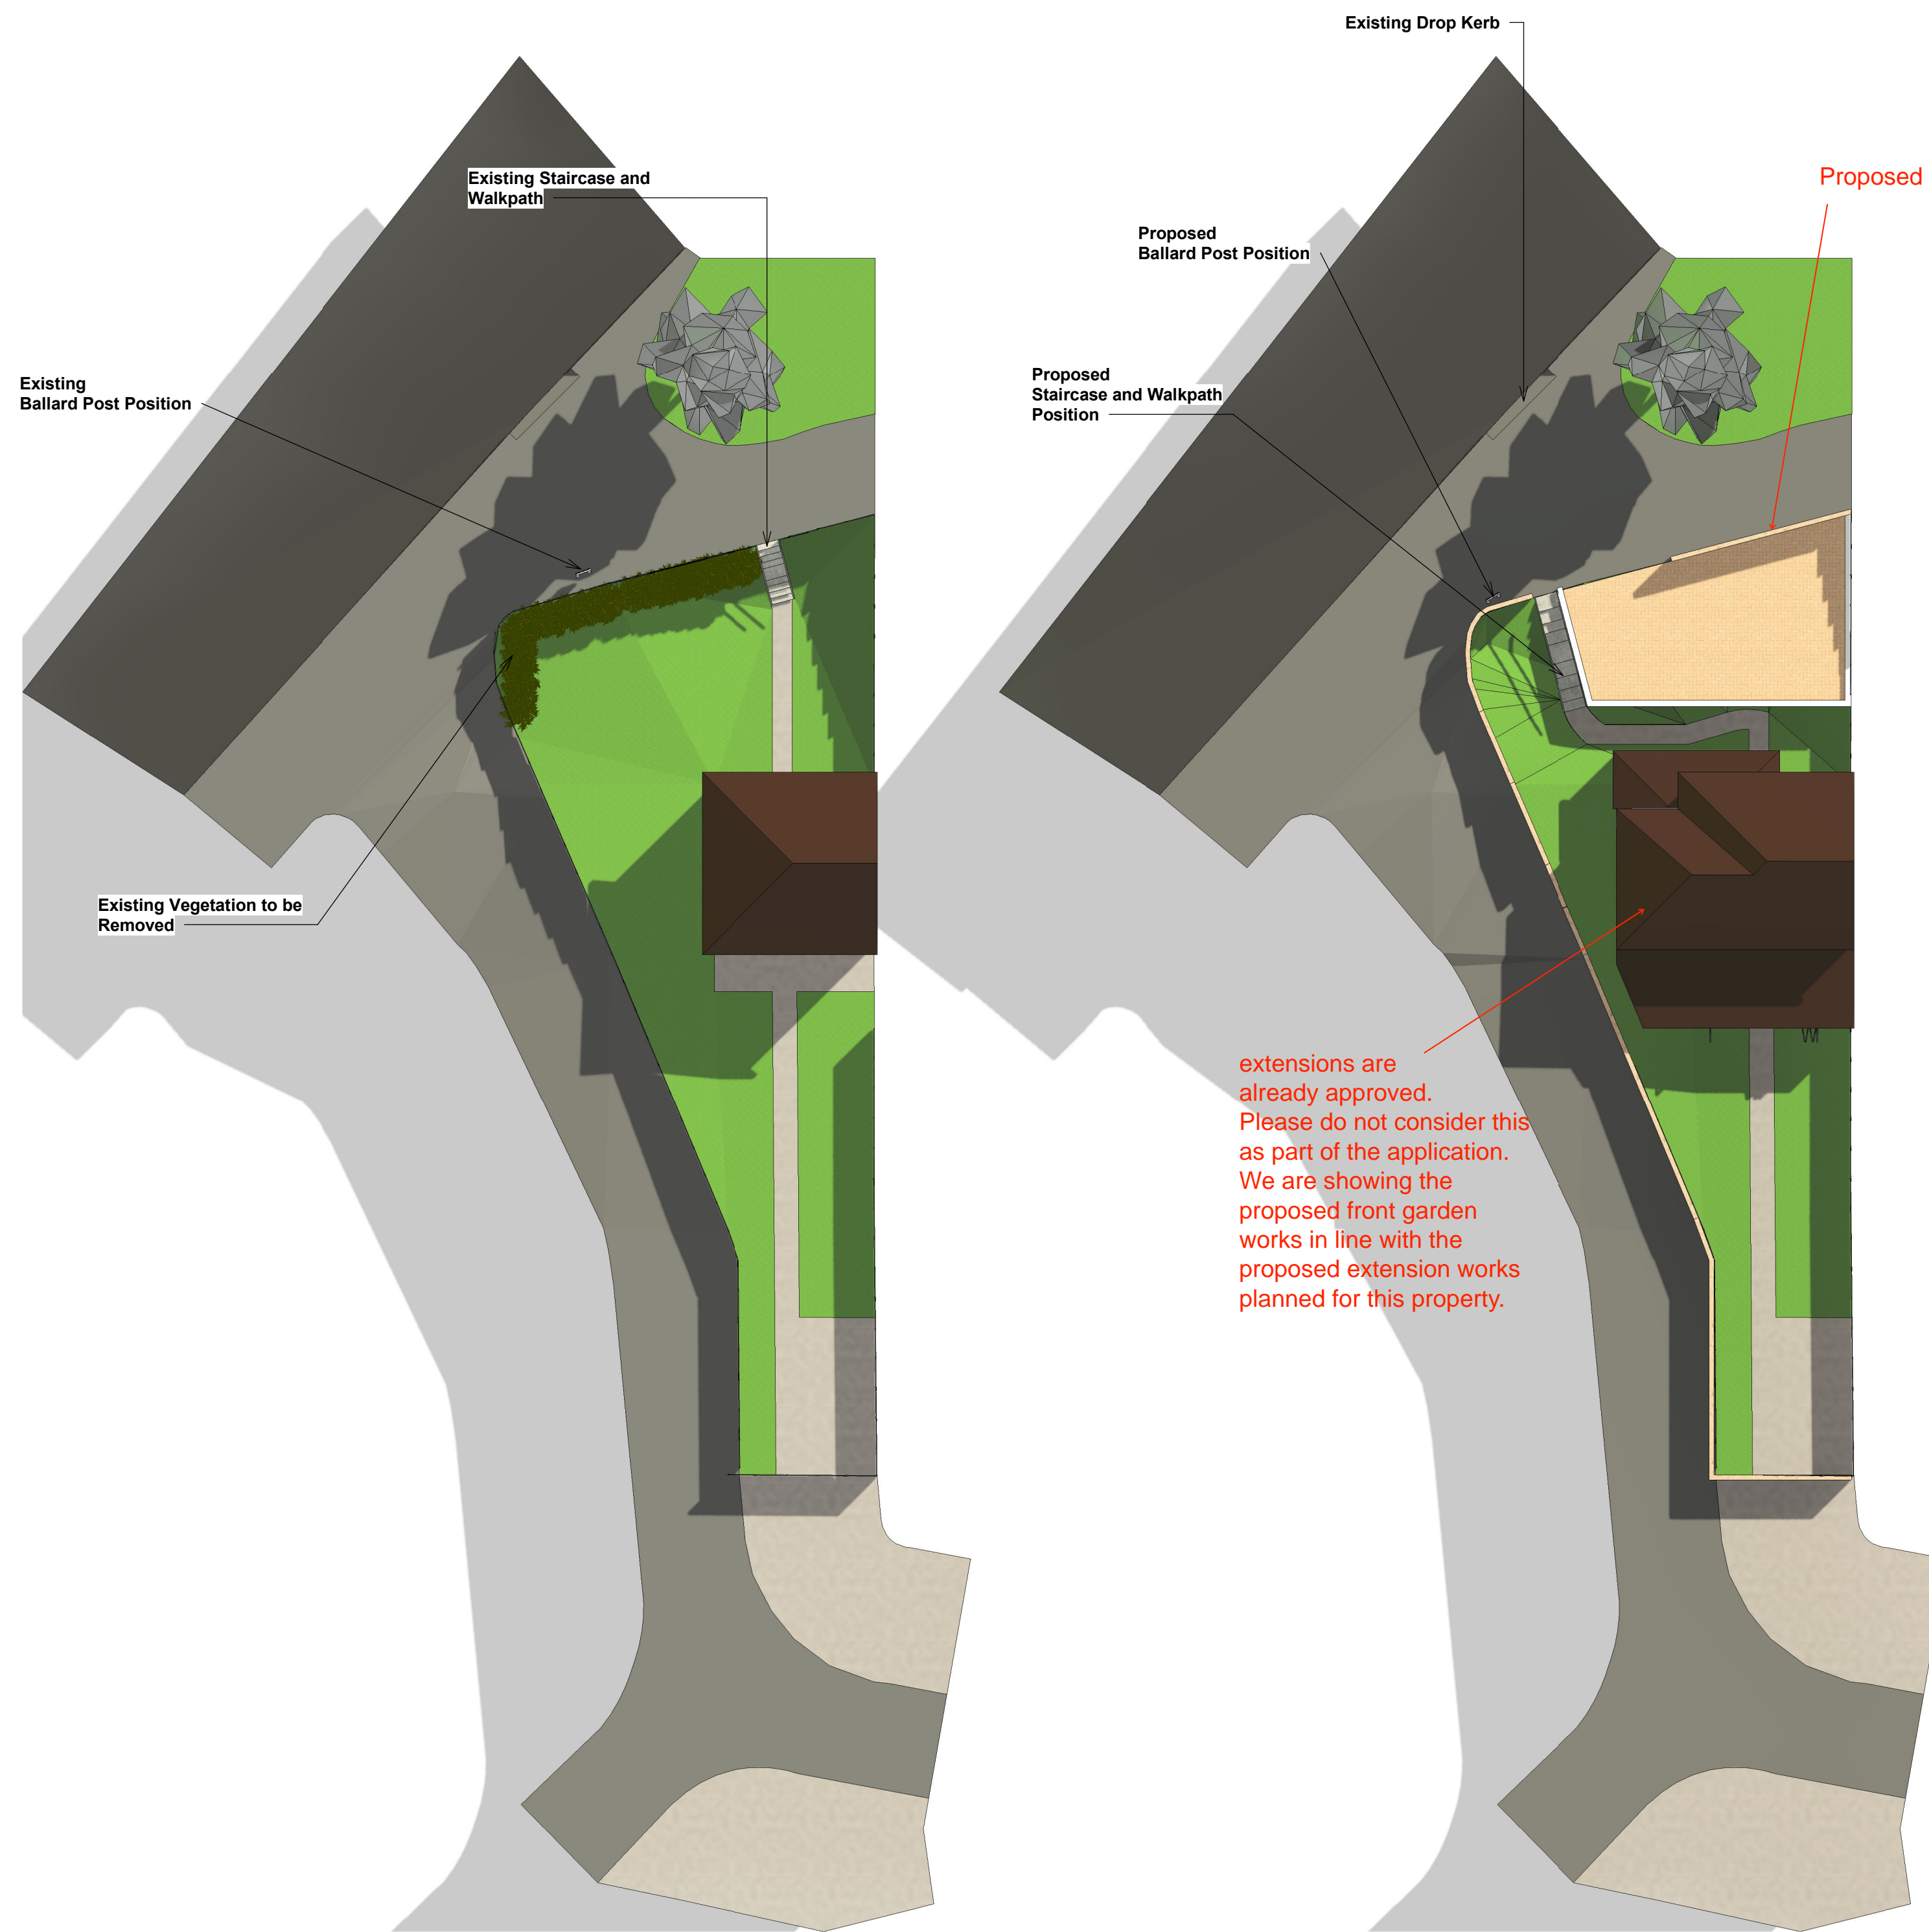 Existing Drop Kerb
Existing Staircase and
Walkpath
Proposed
Proposed
Ballard Post Position
Existing
Ballard Post Position
Proposed
Staircase and Walkpath
Position
Existing Vegetation to be
Removed
extensions are
already approved.
Please do not consider this
as part of the application.
We are showing the
proposed front garden
works in line with the
proposed extension works
planned for this property.